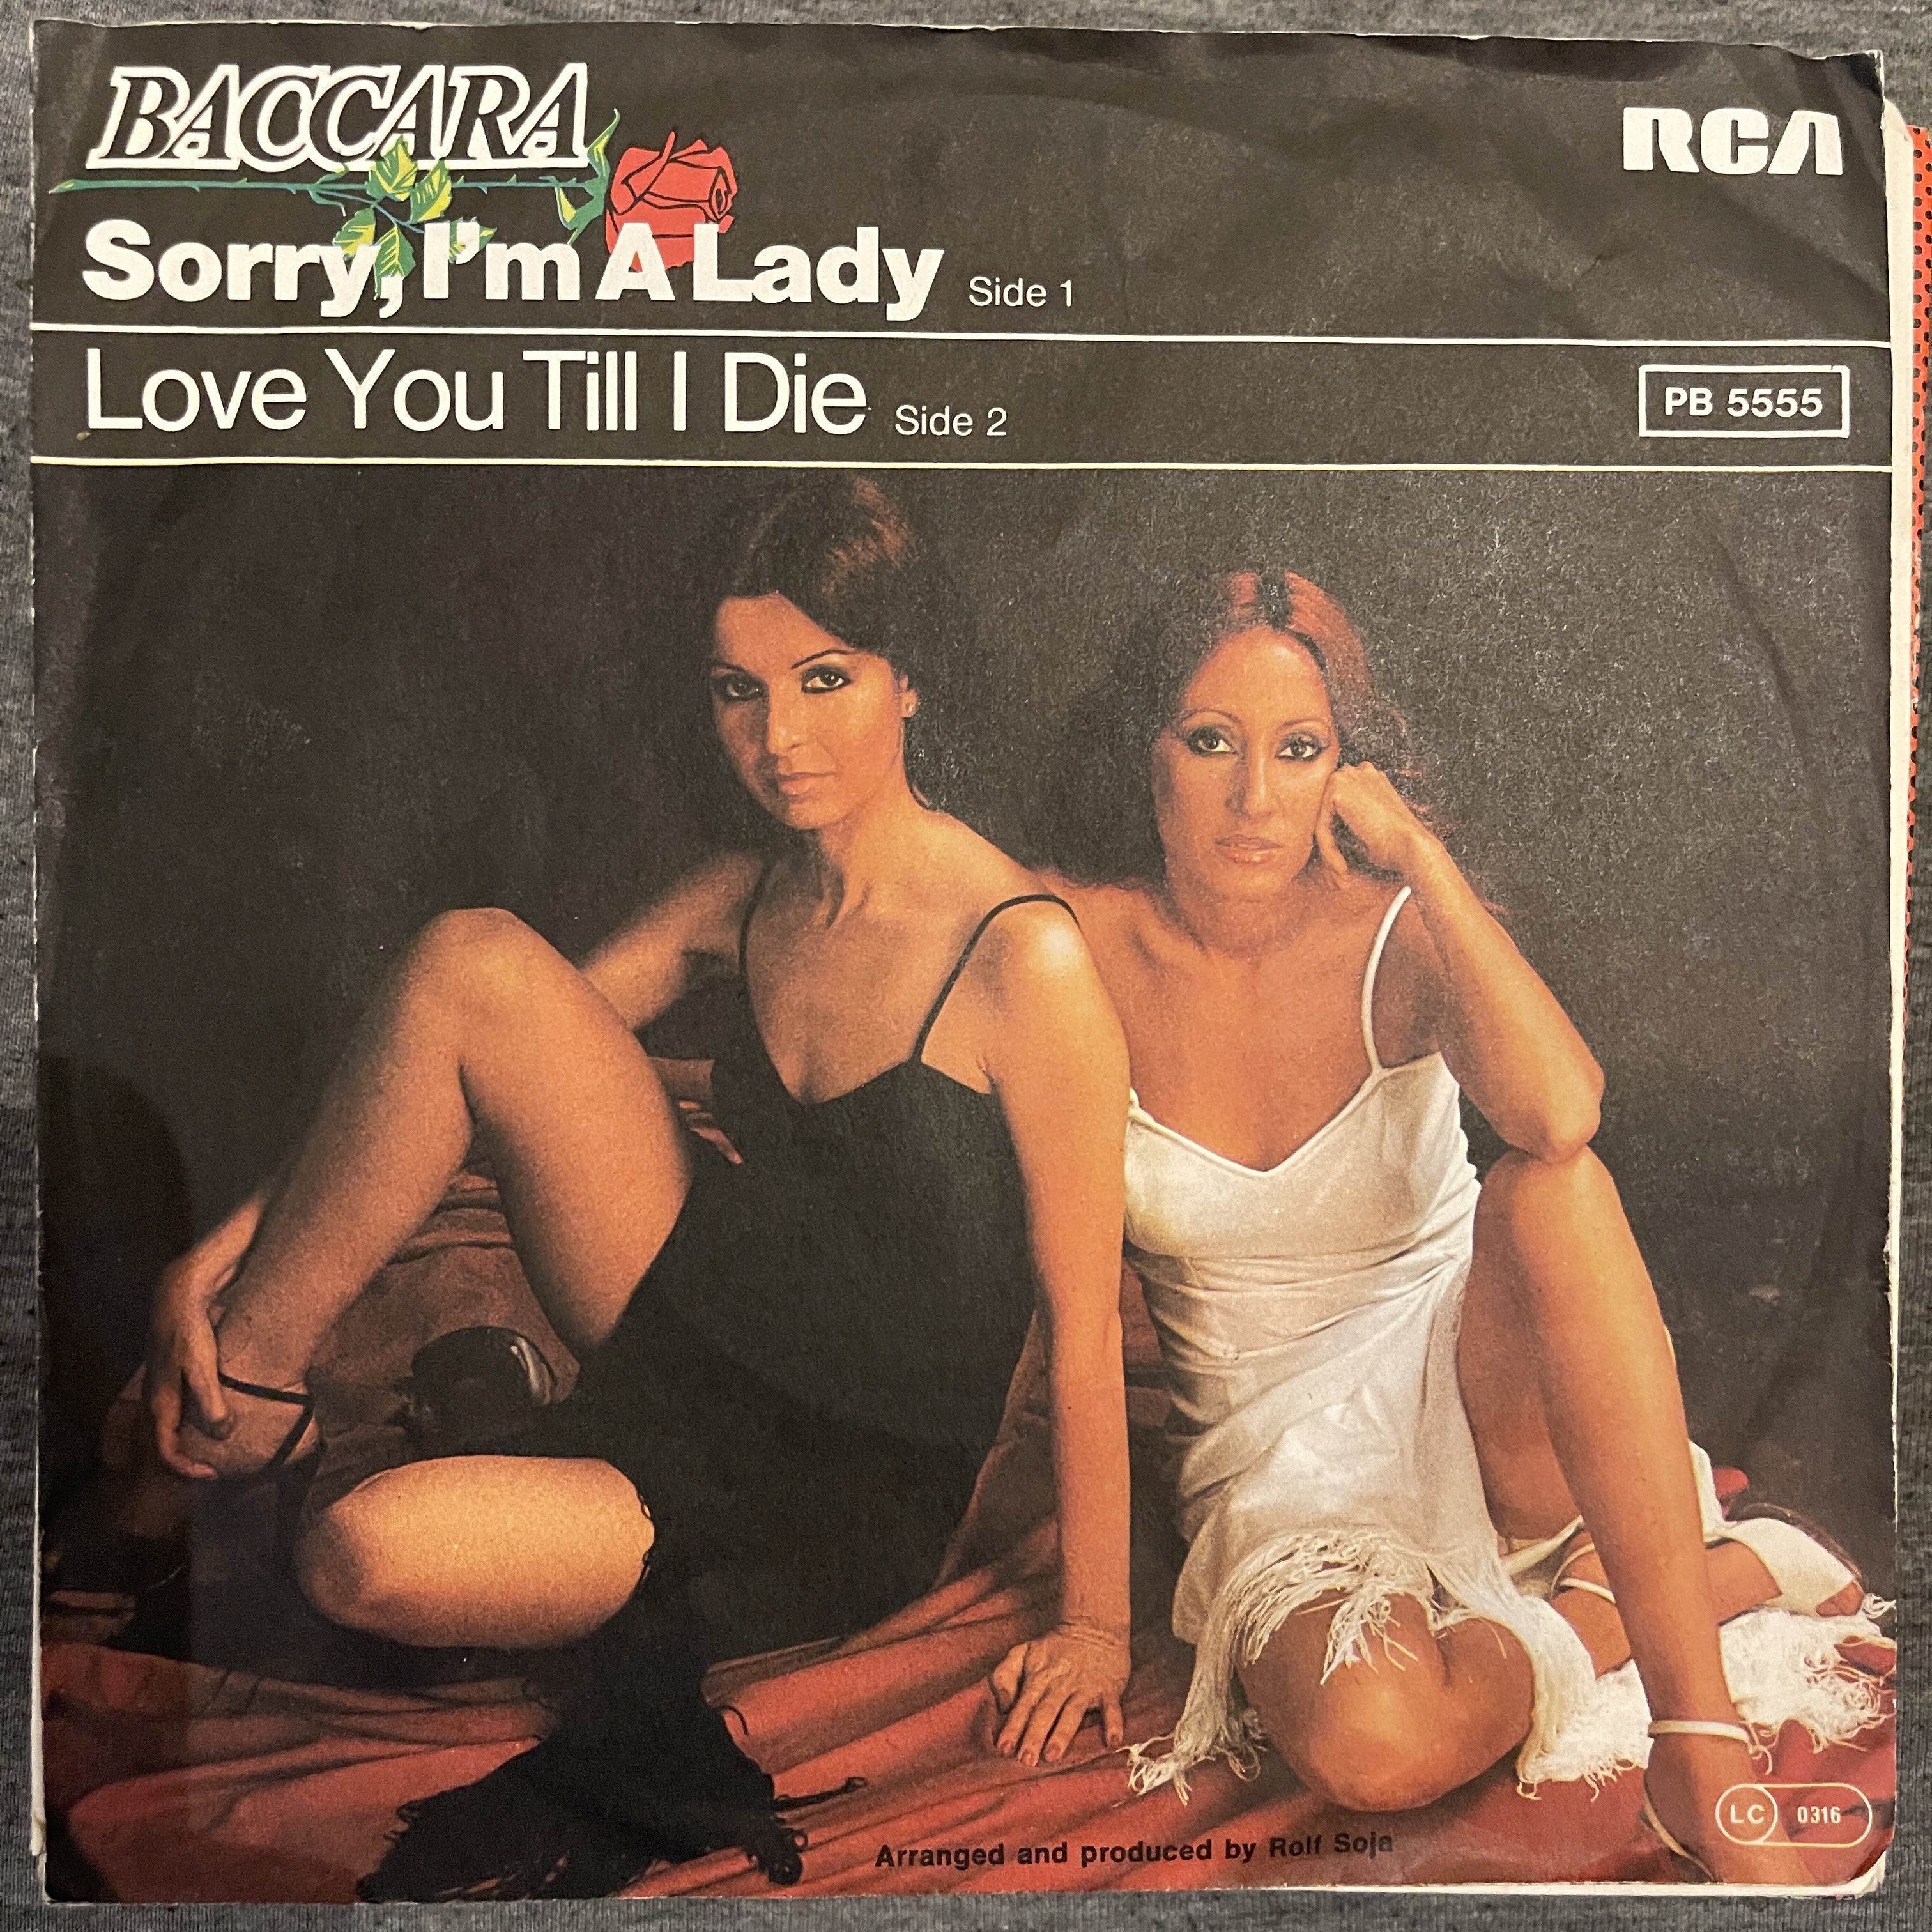 BACCARA
RCA
Sorry, I'm A Lady Side 1
Love You Till I Die Side 2
PB 5555
Arranged and produced by Rolf Soja
LC 0316